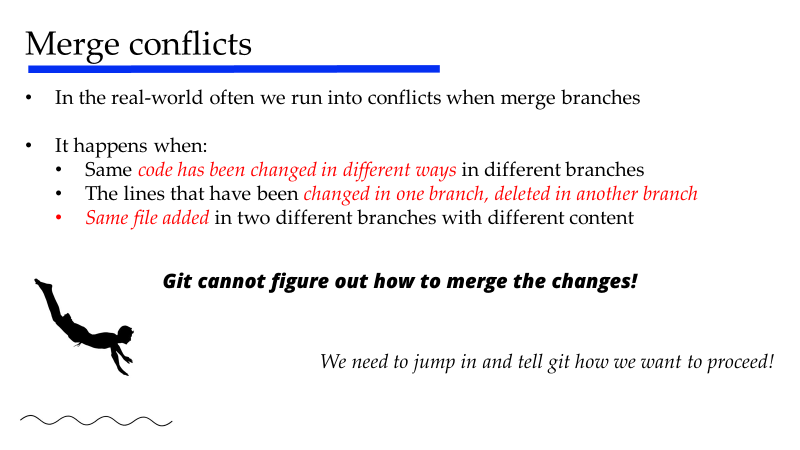 Merge conflicts
• In the real-world often we run into conflicts when merge branches
• It happens when:
• Same code has been changed in different ways in different branches
• The lines that have been changed in one branch, deleted in another branch
• Same file added in two different branches with different content
Git cannot figure out how to merge the changes!
We need to jump in and tell git how we want to proceed!